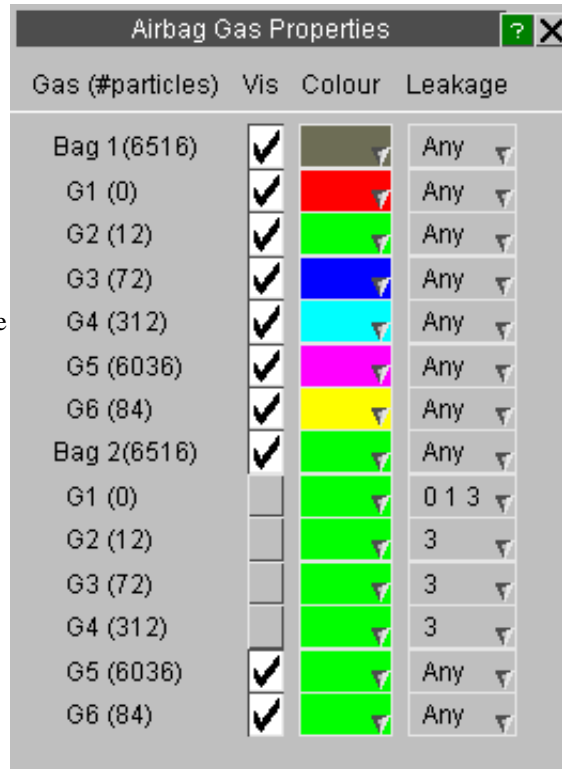 Airbag Gas Properties ? X
Gas (#particles) Vis Colour Leakage
Bag 1(6516) Any
G1 (0) Any
G2 (12) Any
G3 (72) Any
e
G4 (312) Any
G5 (6036) Any
G6 (84) Any
Bag 2(6516) Any
G1 (0) 0 1 3
G2 (12) 3
G3 (72) 3
G4 (312) 3
G5 (6036) Any
G6 (84) Any